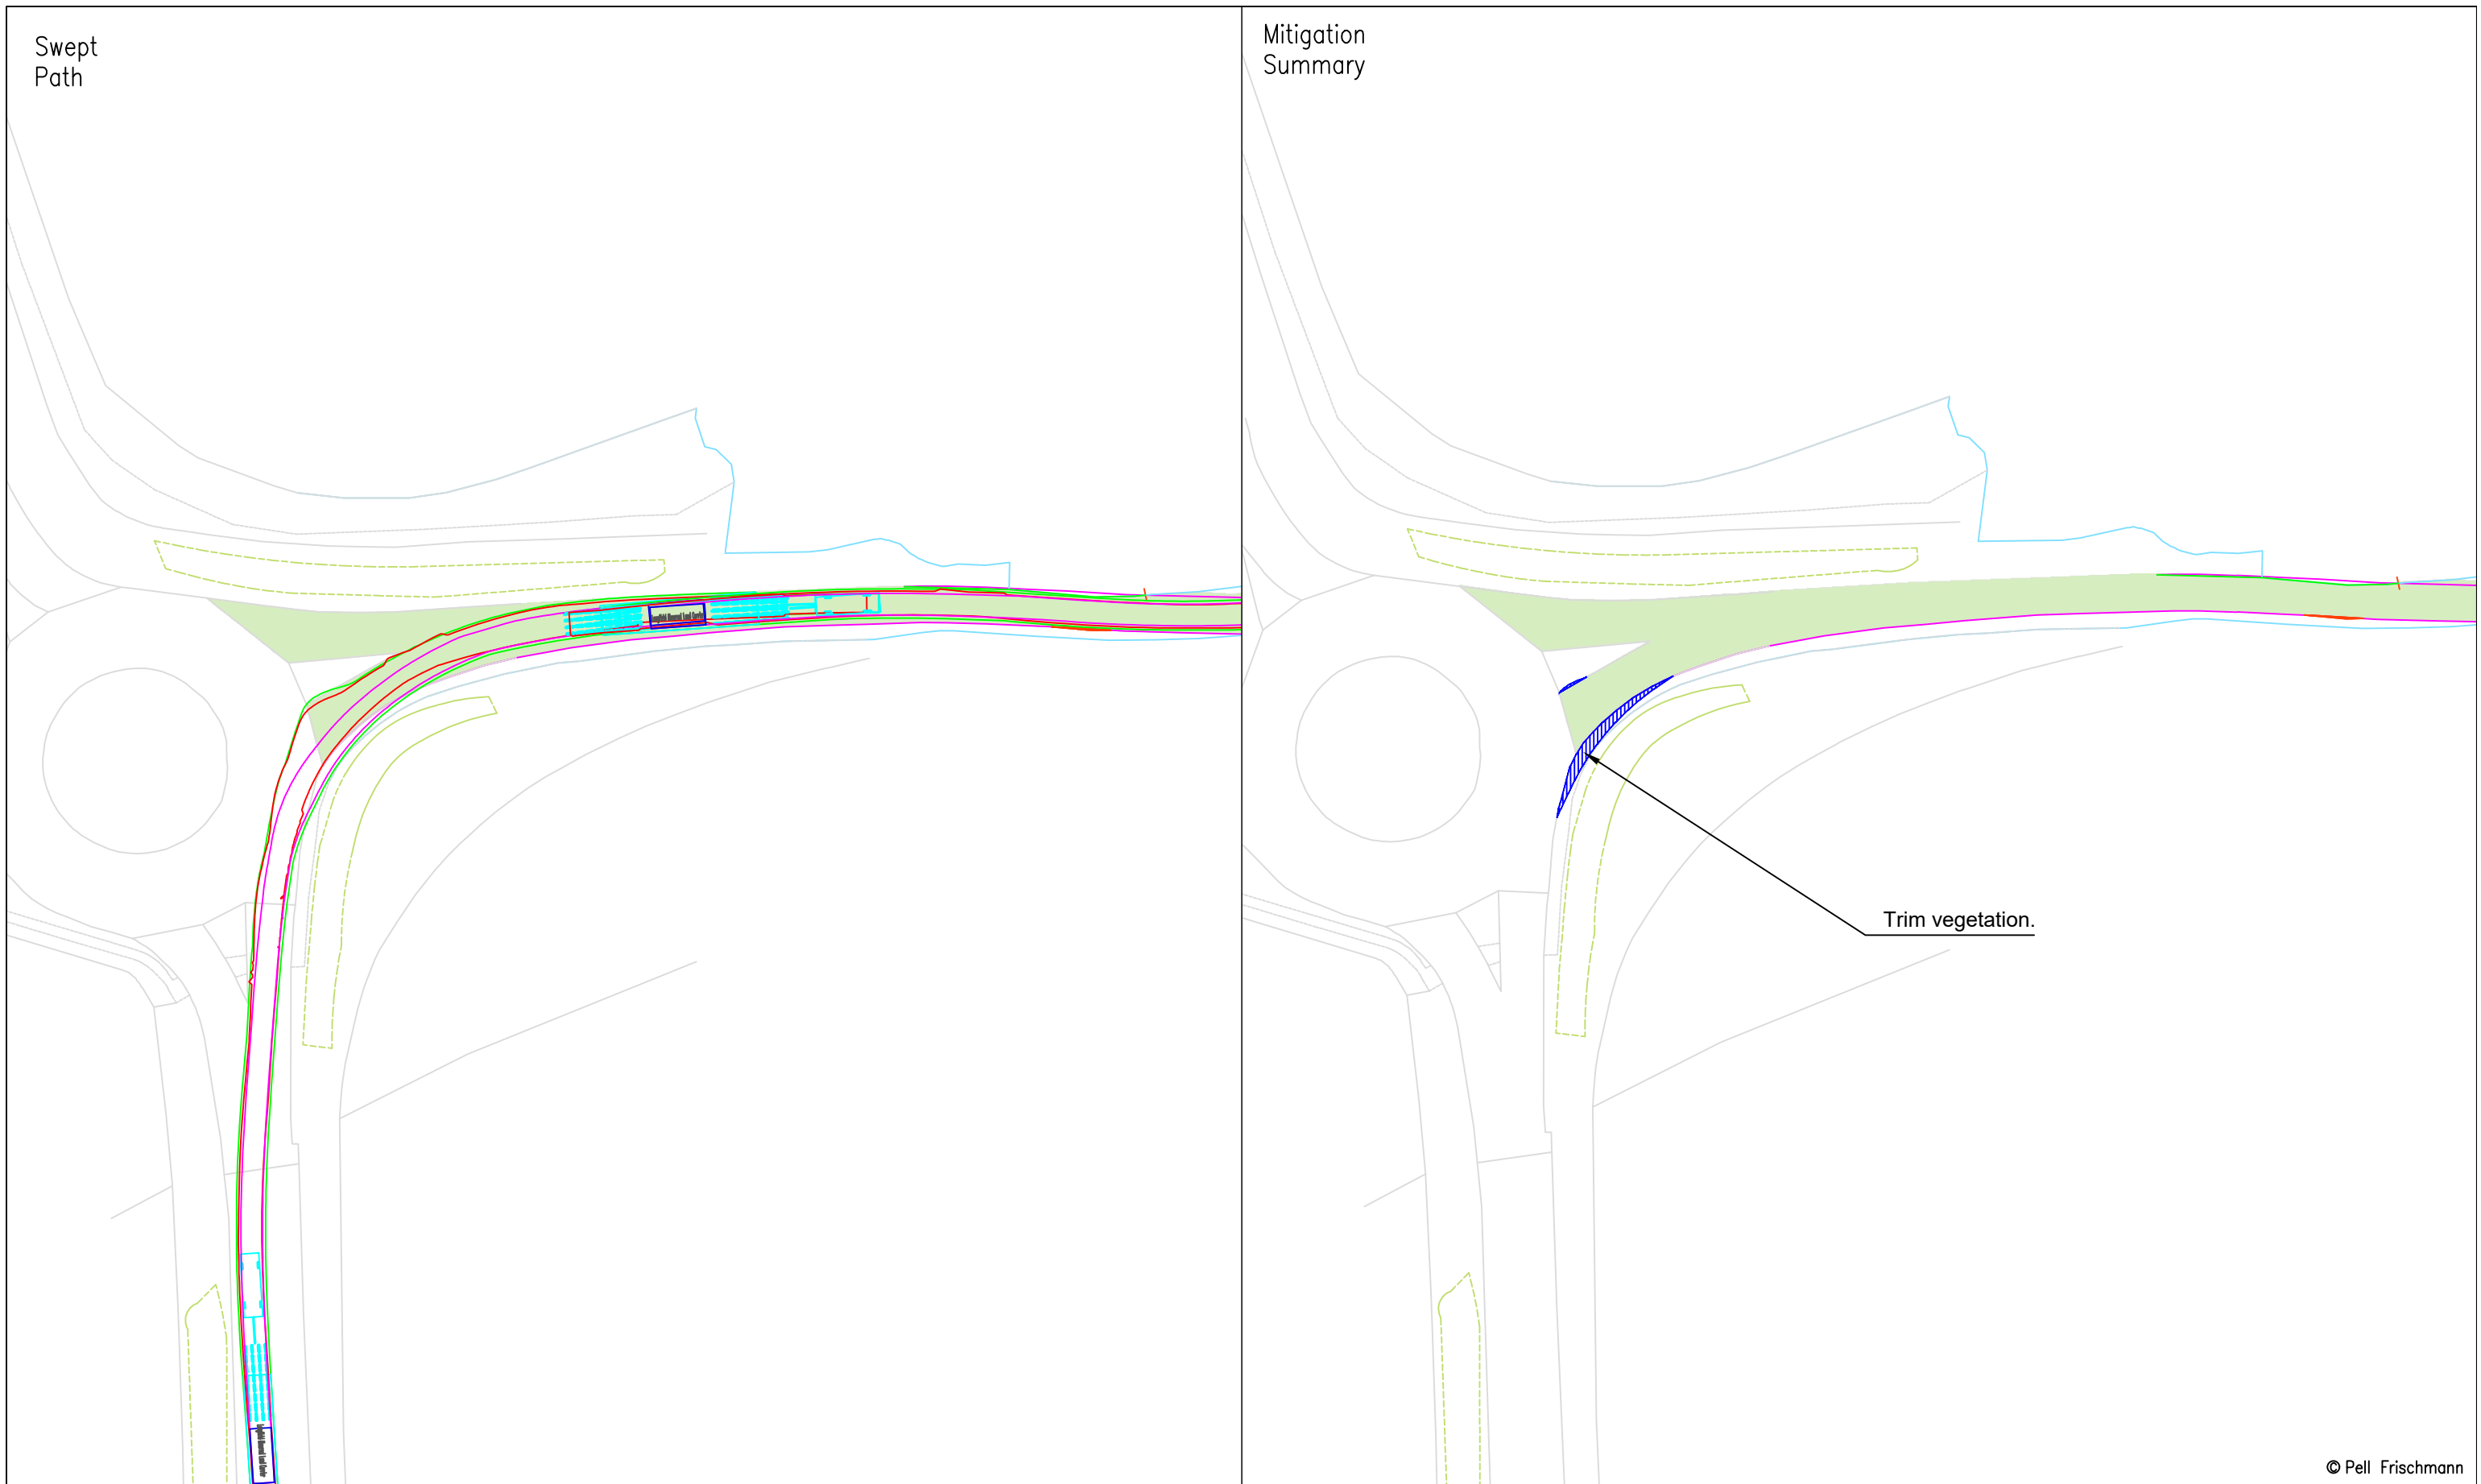 Swept
Path
Mitigation
Summary
Trim vegetation.
© Pell Frischmann